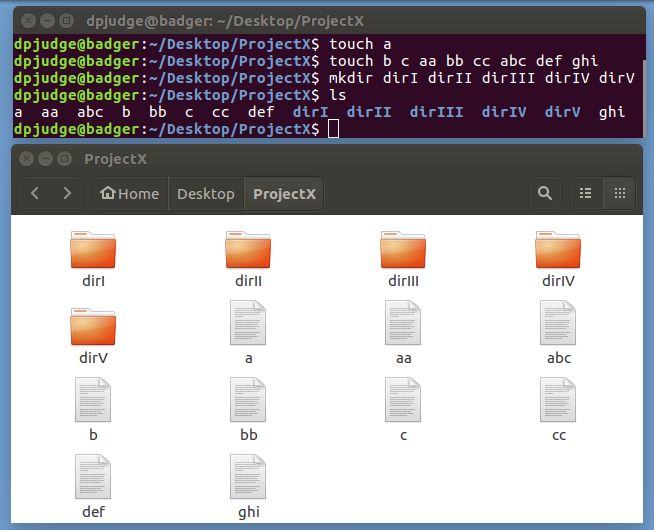 dpjudge@badger: ~/Desktop/ProjectX
dpjudge@badger:~/Desktop/ProjectX$ touch a
dpjudge@badger:~/Desktop/ProjectX$ touch b c aa bb cc abc def ghi
dpjudge@badger:~/Desktop/ProjectX$ mkdir dirI dirII dirIII dirIV dirV
dpjudge@badger:~/Desktop/ProjectX$ ls
a  aa  abc  b  bb  c  cc  def  dirI  dirII  dirIII  dirIV  dirV  ghi
dpjudge@badger:~/Desktop/ProjectX$
ProjectX
Home Desktop ProjectX
dirI dirII dirIII dirIV
dirV a aa abc
b bb c cc
def ghi